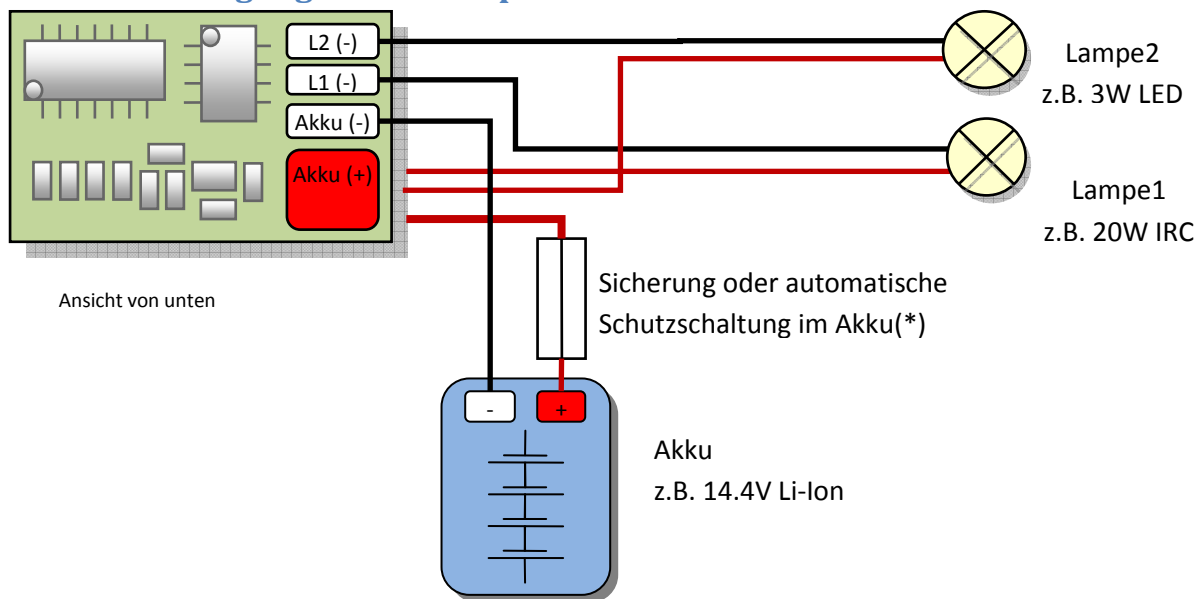 L2 (-)
L1 (-)
Akku (-)
Akku (+)
Lampe2
z.B. 3W LED
Lampe1
z.B. 20W IRC
Ansicht von unten
Sicherung oder automatische
Schutzschaltung im Akku(*)
-
+
Akku
z.B. 14.4V Li-Ion